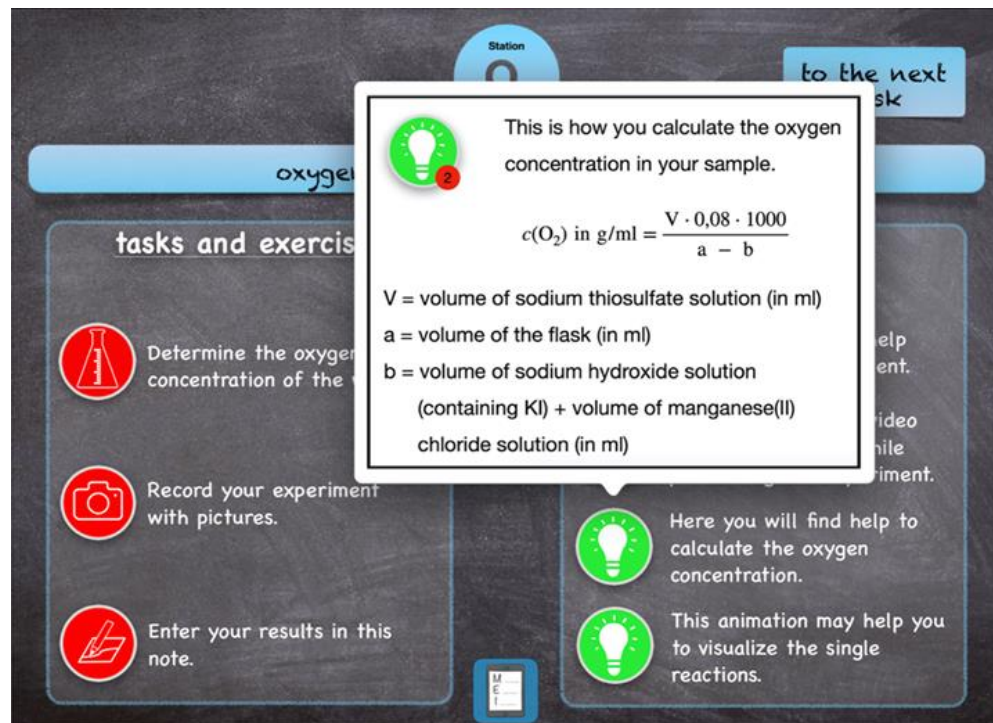 Station
to the next
sk
oxyge
tasks and exercis
Determine the oxyge
concentration of the
Record your experiment
with pictures.
Enter your results in this
note.
2
This is how you calculate the oxygen
concentration in your sample.
c(O₂) in g/ml = V · 0,08 · 1000
a − b
V = volume of sodium thiosulfate solution (in ml)
a = volume of the flask (in ml)
b = volume of sodium hydroxide solution
(containing KI) + volume of manganese(II)
chloride solution (in ml)
elp
ent.
ideo
riment.
Here you will find help to
calculate the oxygen
concentration.
This animation may help you
to visualize the single
reactions.
M
E
I